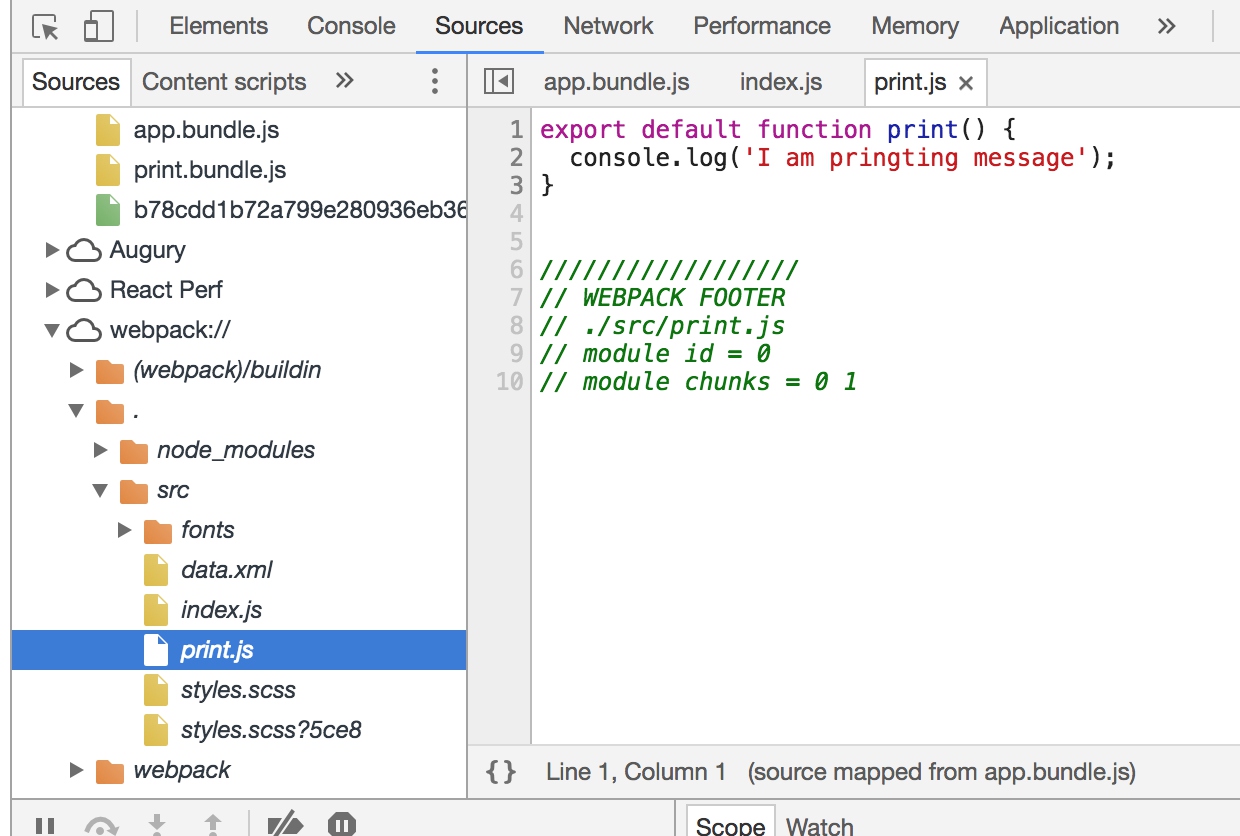 Elements Console Sources Network Performance Memory Application »
Sources Content scripts »
app.bundle.js index.js print.js ×
app.bundle.js
print.bundle.js
b78cdd1b72a799e280936eb36
Augury
React Perf
webpack://
(webpack)/buildin
.
node_modules
src
fonts
data.xml
index.js
print.js
styles.scss
styles.scss?5ce8
webpack
1 export default function print() {
2   console.log('I am pringting message');
3 }
4
5
6 //////////////////
7 // WEBPACK FOOTER
8 // ./src/print.js
9 // module id = 0
10 // module chunks = 0 1
{} Line 1, Column 1 (source mapped from app.bundle.js)
Scope Watch